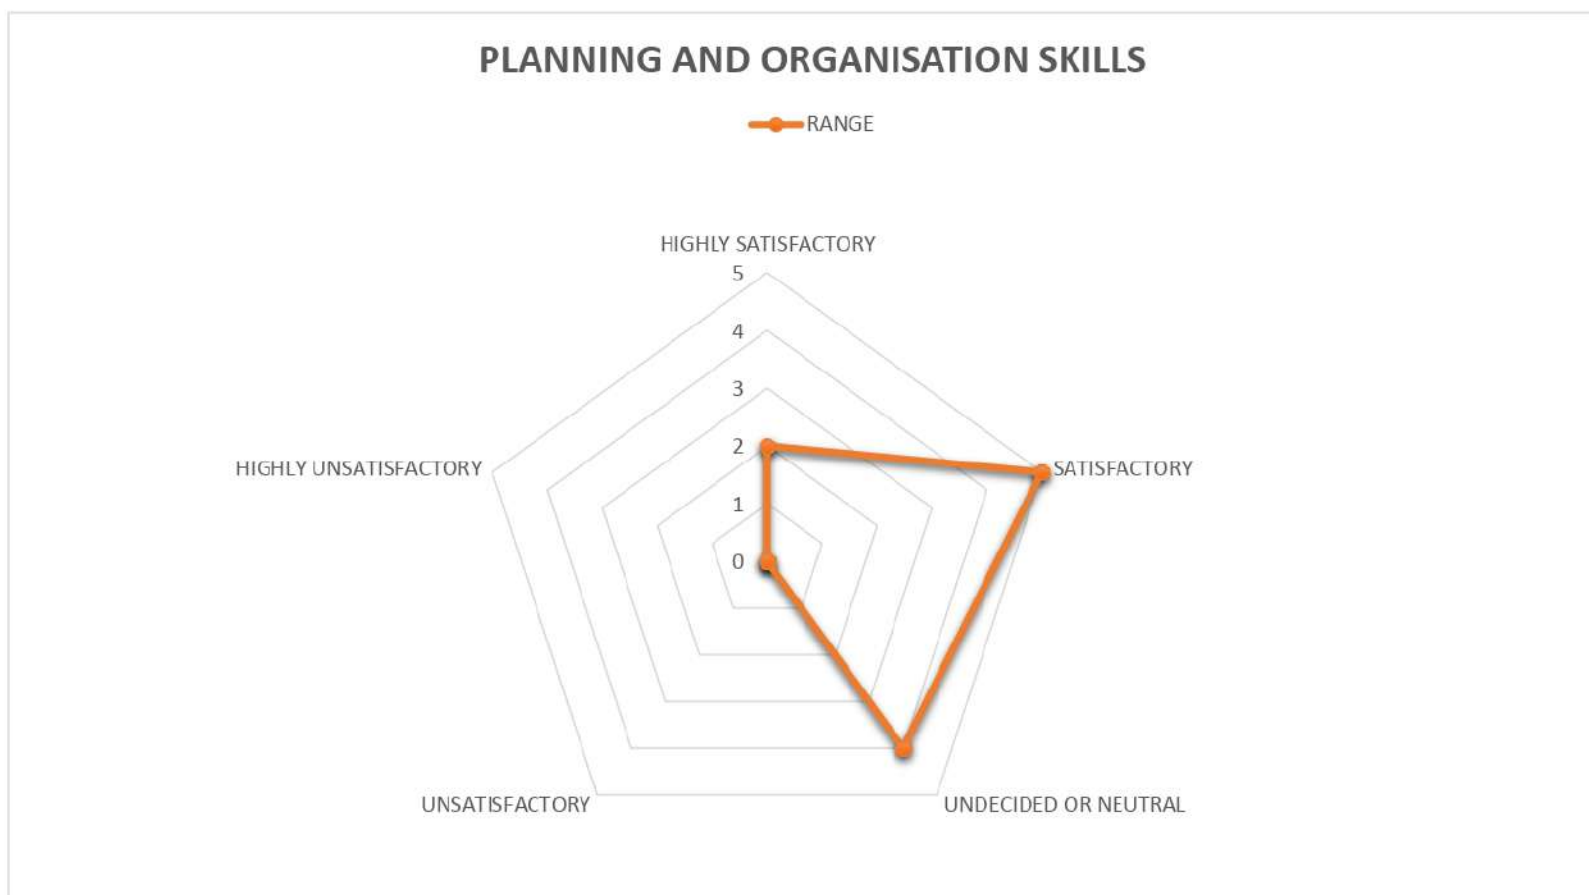 PLANNING AND ORGANISATION SKILLS
RANGE
HIGHLY SATISFACTORY
5
4
3
2
HIGHLY UNSATISFACTORY
SATISFACTORY
1
0
UNSATISFACTORY
UNDECIDED OR NEUTRAL